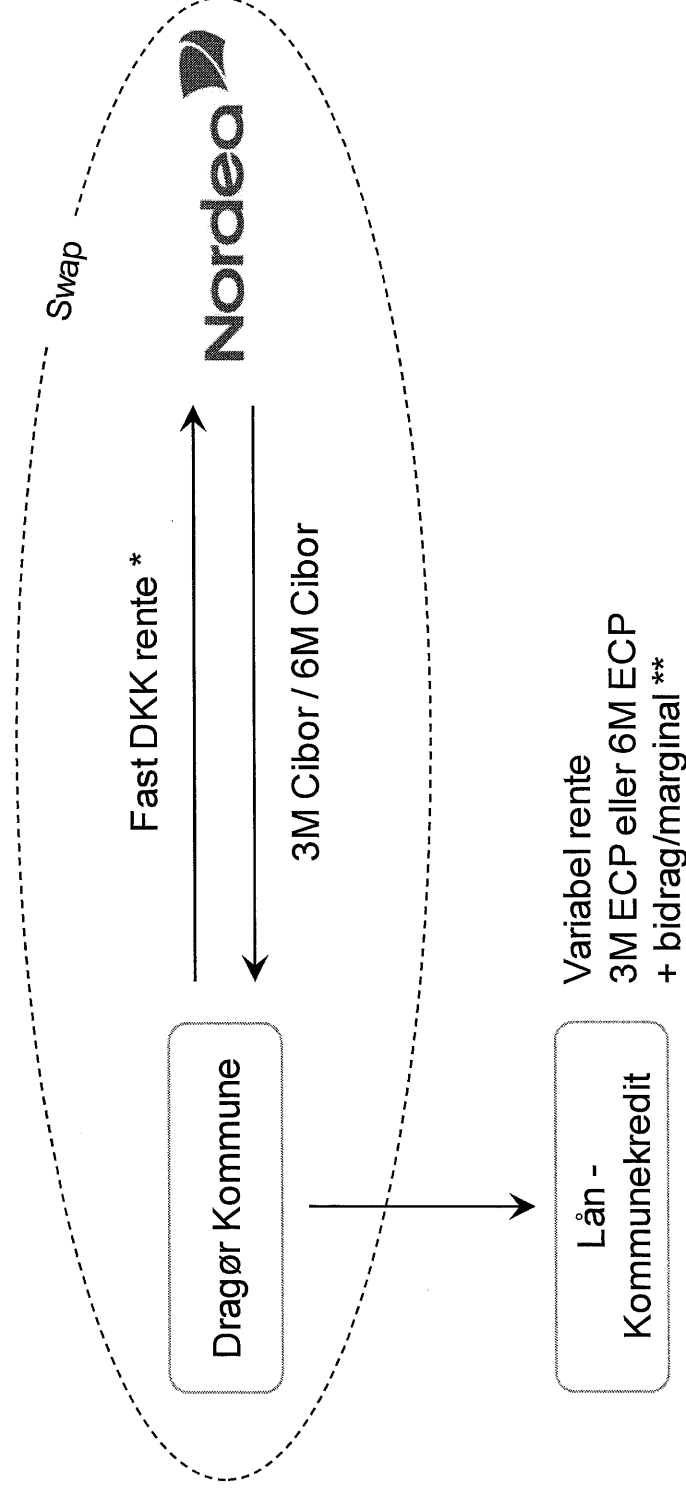 Swap
Nordea
Fast DKK rente *
3M Cibor / 6M Cibor
Dragør Kommune
Variabel rente
3M ECP eller 6M ECP
+ bidrag/marginal **
Lån -
Kommunekredit